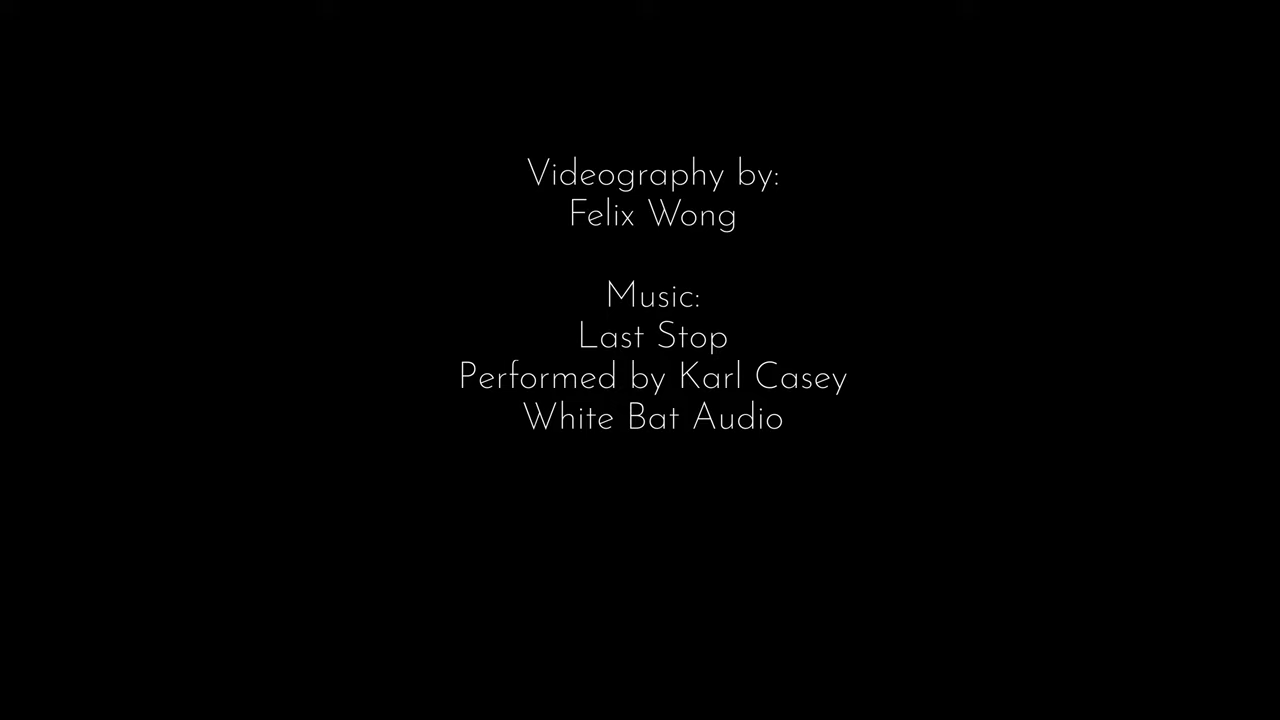 Videography by:
Felix Wong
Music:
Last Stop
Performed by Karl Casey
White Bat Audio